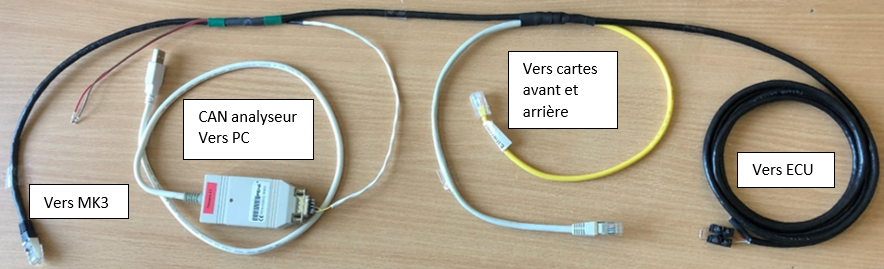 CAN analyseur
Vers PC
Vers cartes
avant et
arrière
Vers MK3
Vers ECU